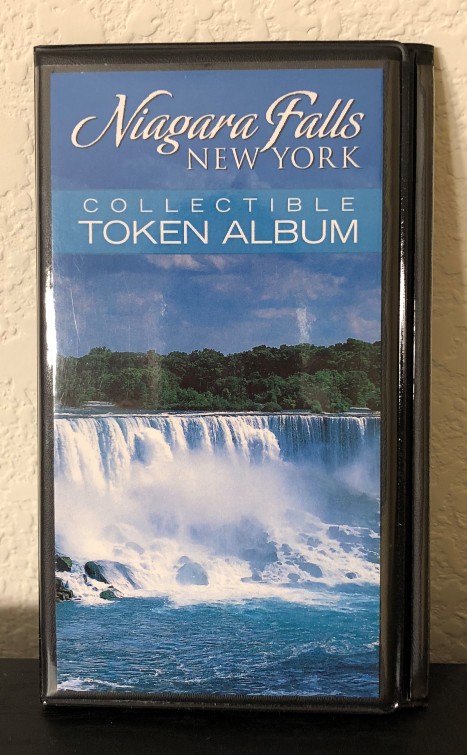 Niagara Falls
NEW YORK
COLLECTIBLE
TOKEN ALBUM